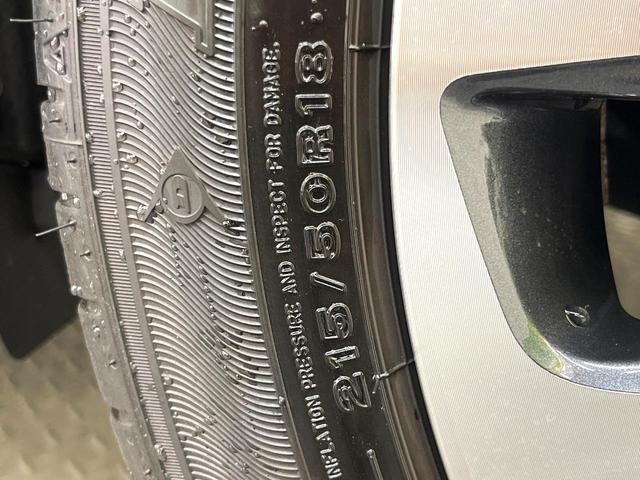 215/50R18
INFLATION PRESSURE AND INSPECT FOR DAMAGE.